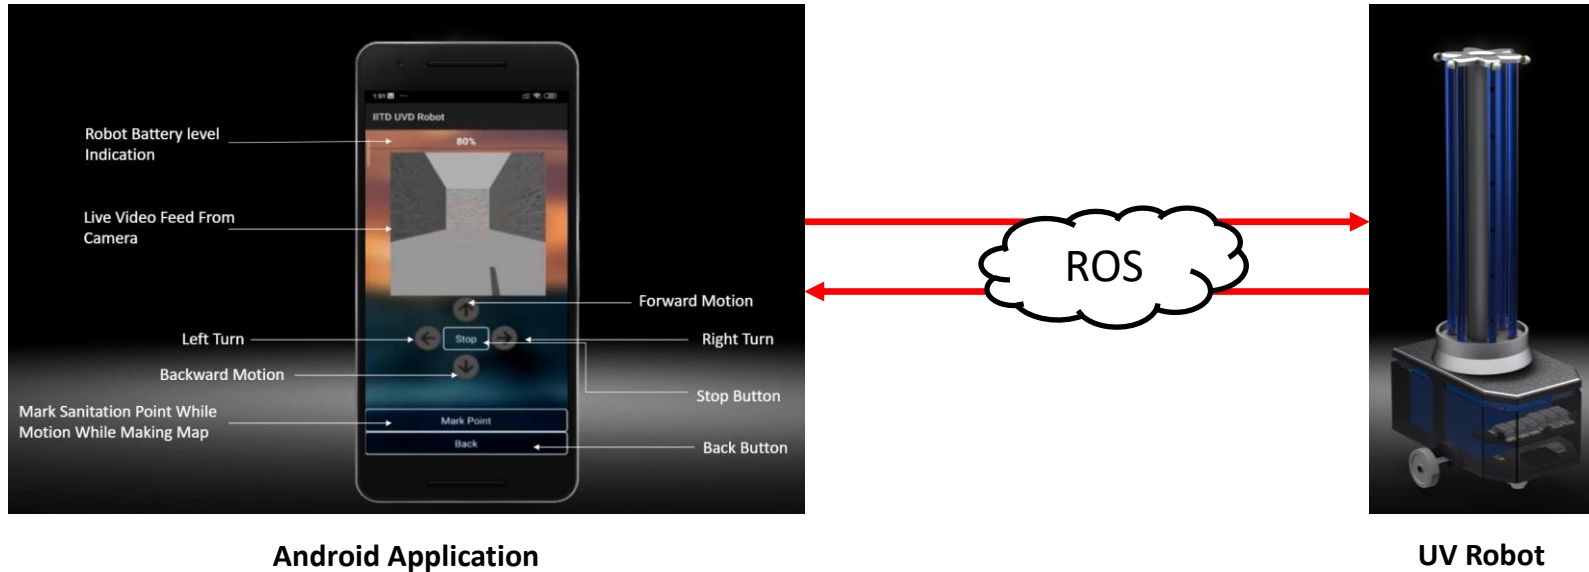 1:51
IITD UVD Robot
80%
Robot Battery level
Indication
Live Video Feed From
Camera
Forward Motion
Left Turn
Stop
Right Turn
Backward Motion
Stop Button
Mark Sanitation Point While
Motion While Making Map
Mark Point
Back
Back Button
ROS
Android Application
UV Robot